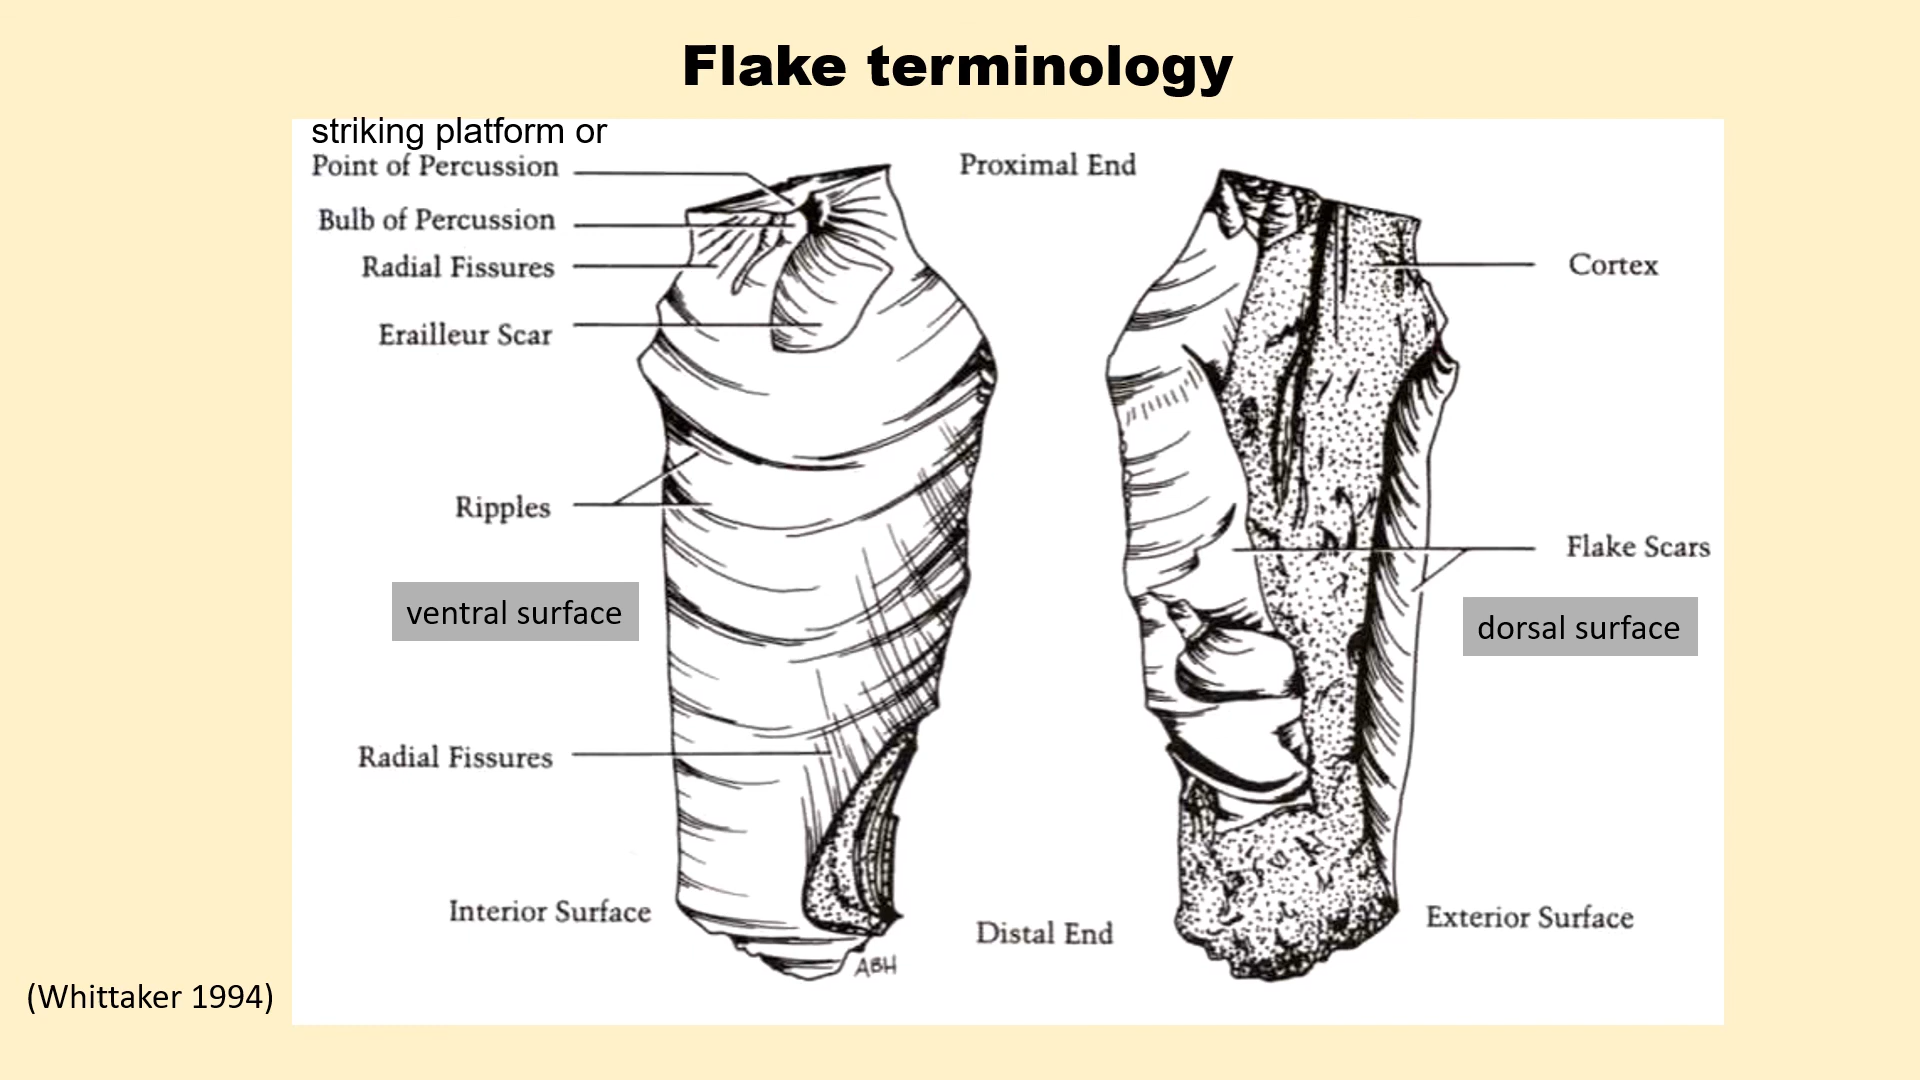 Flake terminology
striking platform or
Point of Percussion
Proximal End
Bulb of Percussion
Radial Fissures
Cortex
Erailleur Scar
Ripples
Flake Scars
ventral surface
dorsal surface
Radial Fissures
Interior Surface
Exterior Surface
Distal End
ABH
(Whittaker 1994)